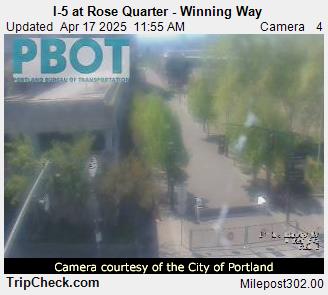 I-5 at Rose Quarter - Winning Way
Updated Apr 17 2025 11:55 AM Camera 4
PBOT
PORTLAND BUREAU OF TRANSPORTATION
Camera courtesy of the City of Portland
TripCheck.com Milepost302.00